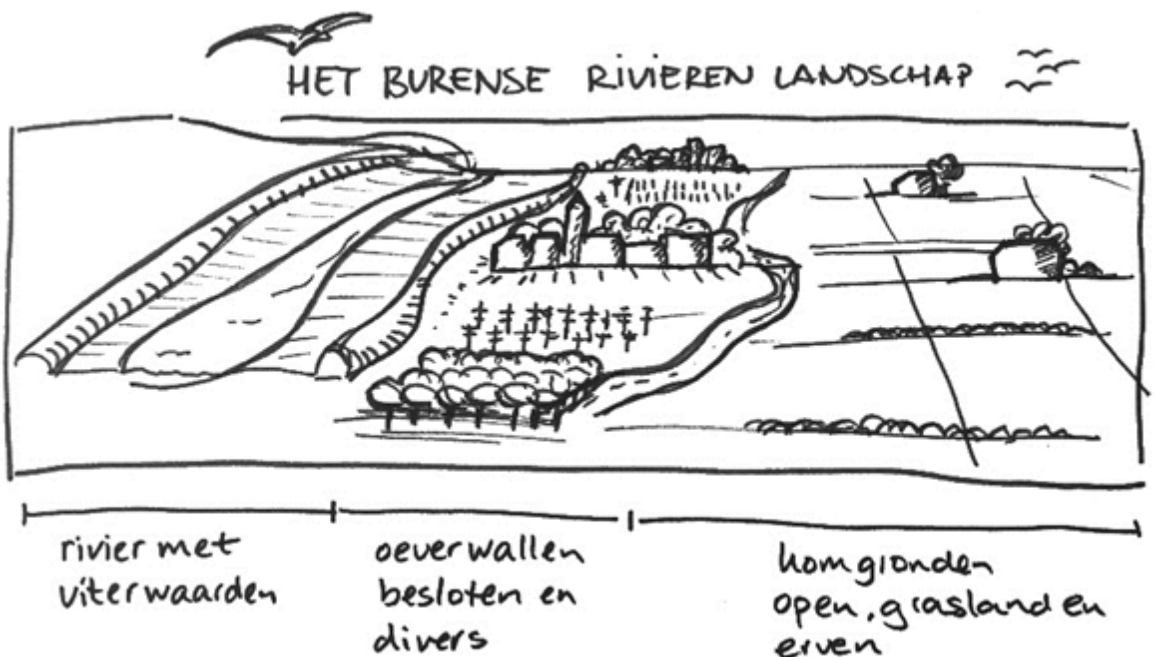 HET BURENSE RIVIEREN LANDSCHAP
rivier met
uiterwaarden
oeverwallen
besloten en
divers
komgronden
open, grasland en
erven